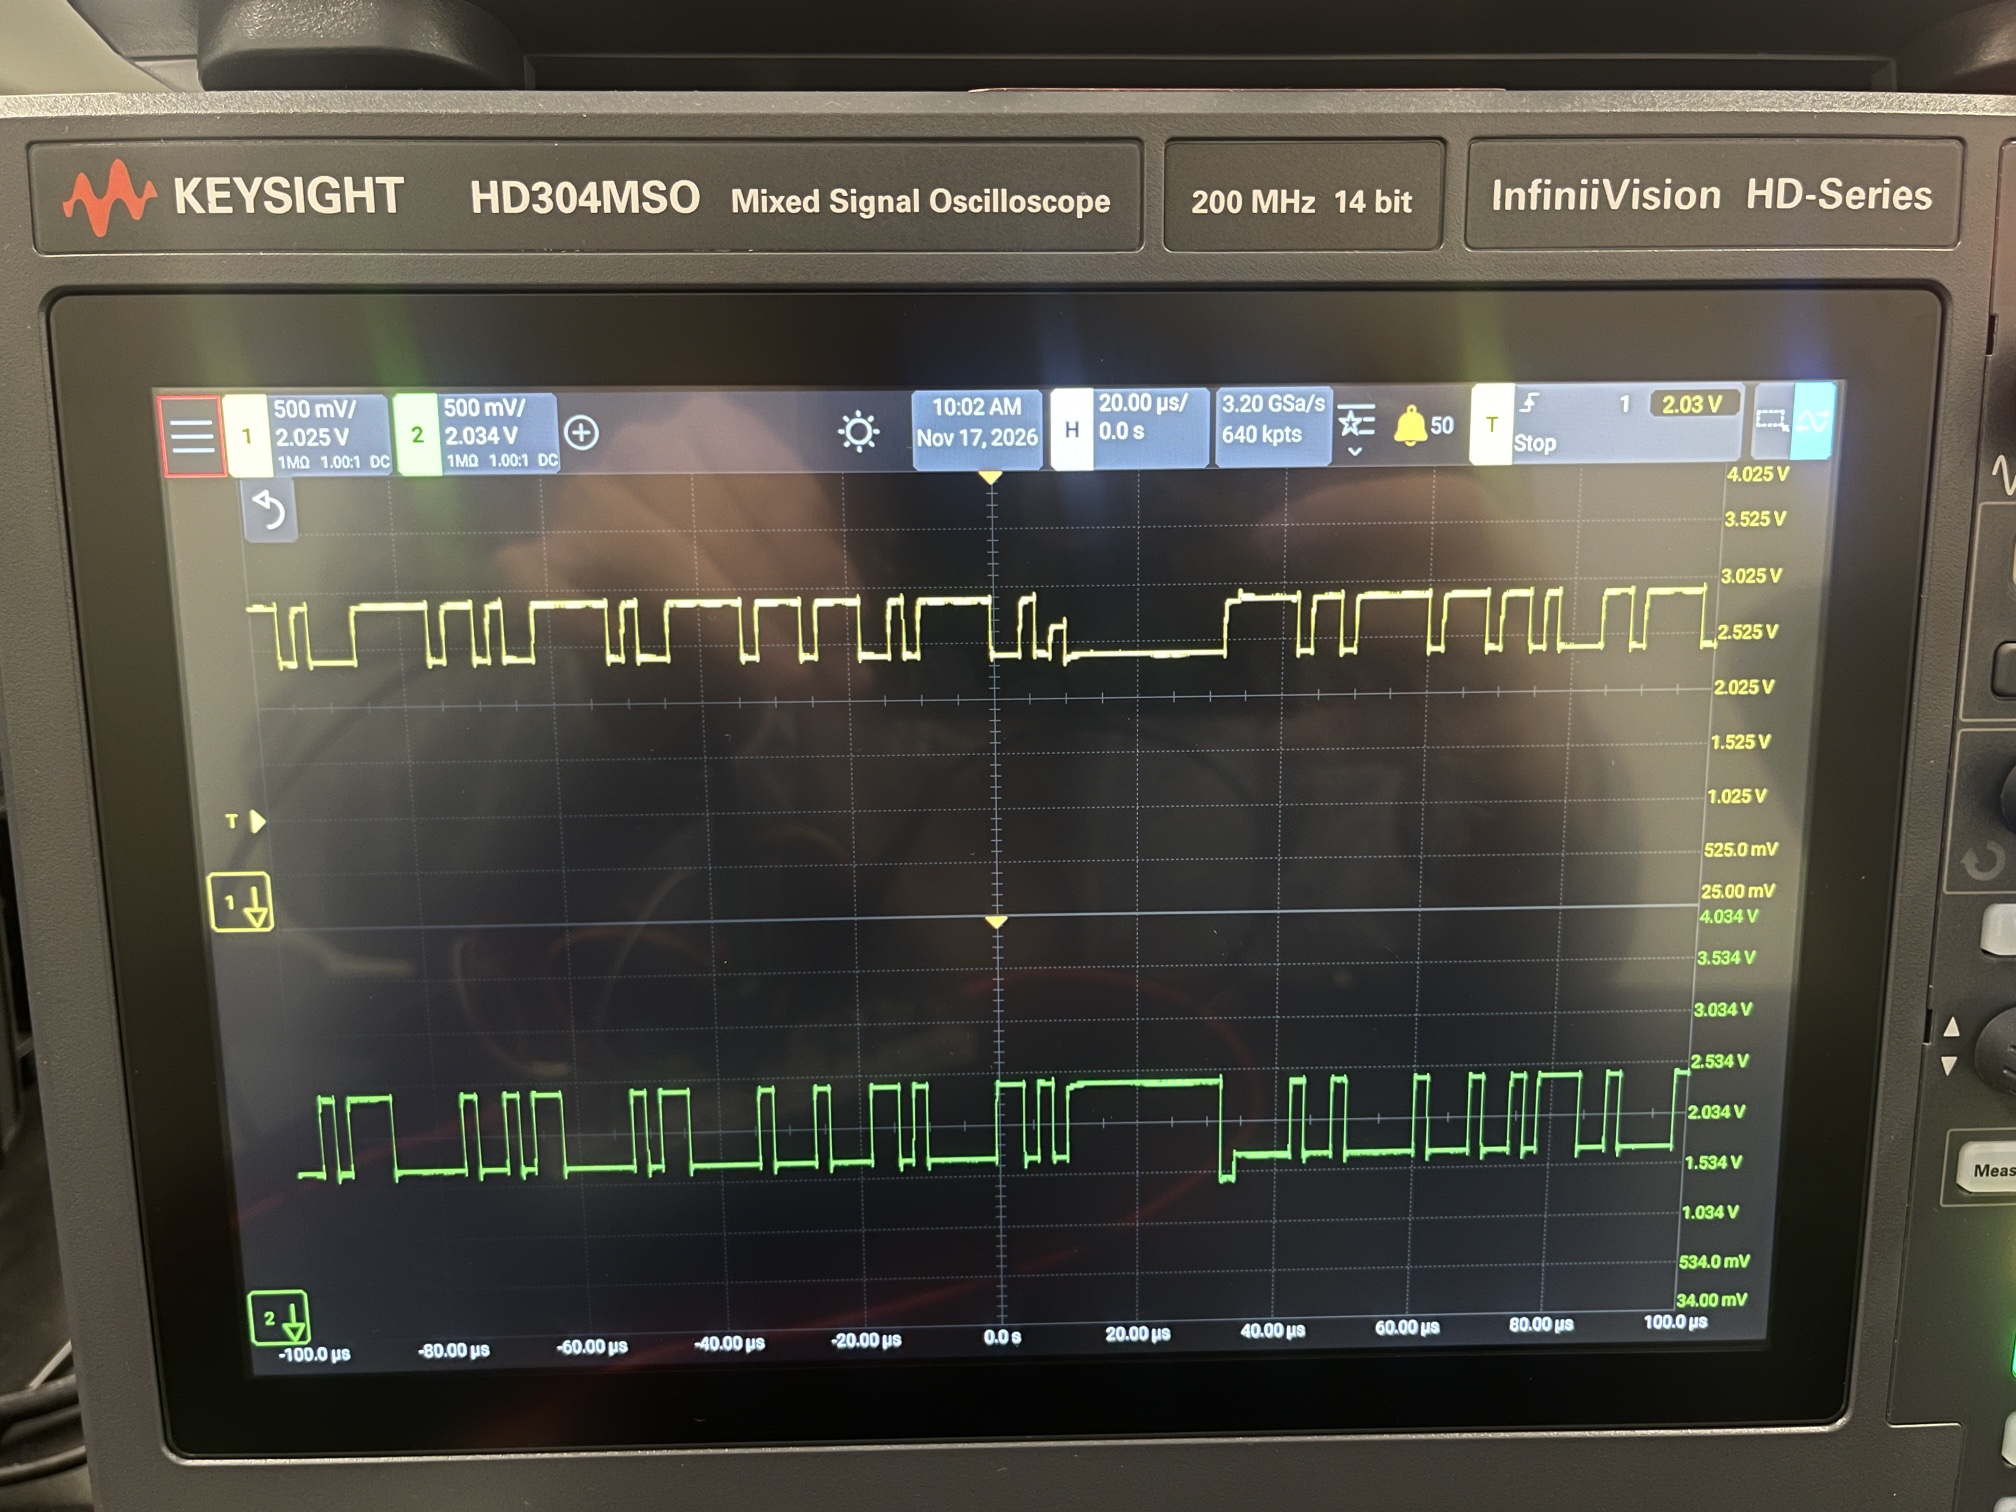 KEYSIGHT HD304MSO Mixed Signal Oscilloscope 200 MHz 14 bit InfiniiVision HD-Series
1 500 mV/ 2.025 V 1MΩ 1.00:1 DC
2 500 mV/ 2.034 V 1MΩ 1.00:1 DC
10:02 AM
Nov 17, 2026
H 20.00 µs/ 0.0 s
3.20 GSa/s
640 kpts
50
T 1 2.03 V
Stop
4.025 V
3.525 V
3.025 V
2.525 V
2.025 V
1.525 V
T
1.025 V
525.0 mV
1
25.00 mV
4.034 V
3.534 V
3.034 V
2.534 V
2.034 V
1.534 V
Meas
1.034 V
534.0 mV
2
34.00 mV
-100.0 µs -80.00 µs -60.00 µs -40.00 µs -20.00 µs 0.0 s 20.00 µs 40.00 µs 60.00 µs 80.00 µs 100.0 µs